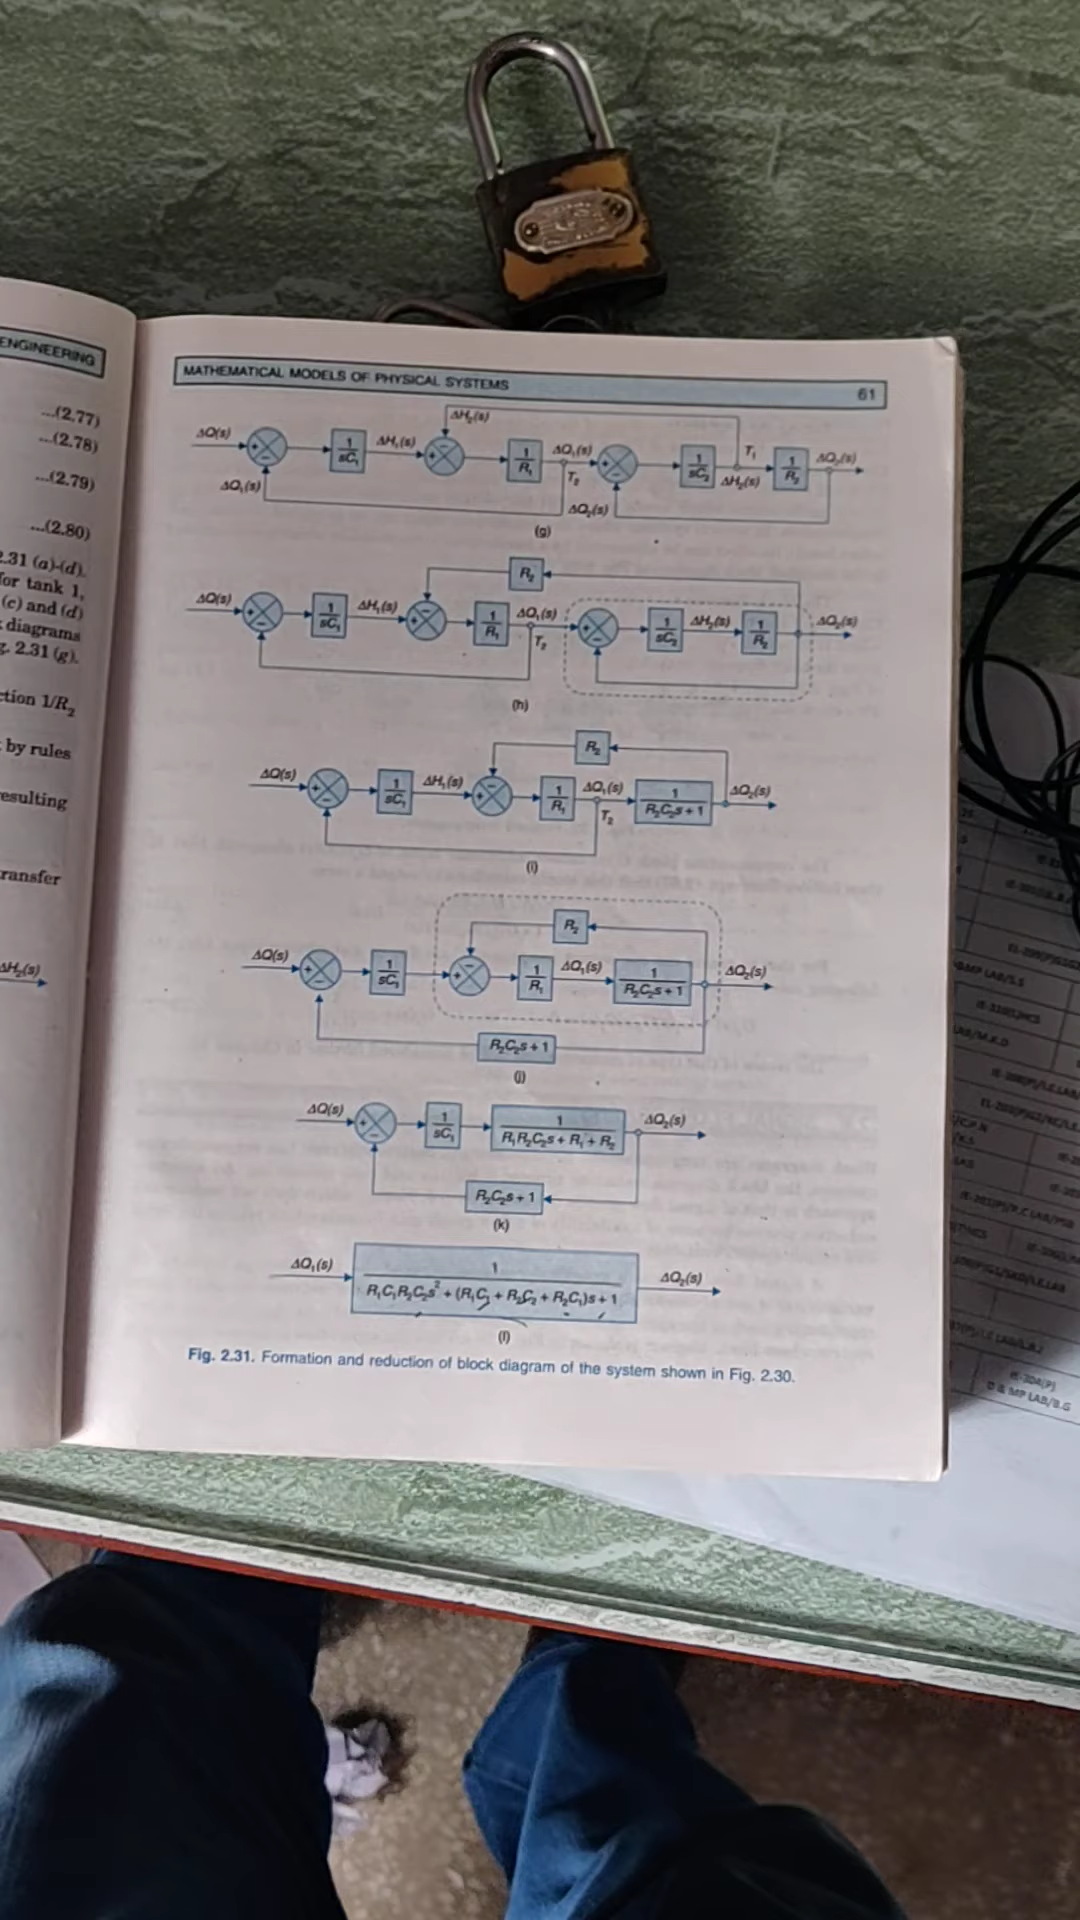 ENGINEERING
...(2.77)
...(2.78)
...(2.79)
...(2.80)
2.31 (a)-(d).
for tank 1,
(c) and (d)
diagrams
g. 2.31 (g).
ction 1/R₂
by rules
esulting
ransfer
ΔH₂(s)
MATHEMATICAL MODELS OF PHYSICAL SYSTEMS 61
ΔH₂(s)
ΔQ(s) + − 1/sC₁ ΔH₁(s) + − 1/R₁ ΔQ₁(s) + − 1/sC₂ T₁ 1/R₂ ΔQ₂(s)
ΔQ₁(s) T₂ ΔH₂(s)
ΔQ₂(s)
(g)
R₂
ΔQ(s) + − 1/sC₁ ΔH₁(s) + − 1/R₁ ΔQ₁(s) + − 1/sC₂ ΔH₂(s) 1/R₂ ΔQ₂(s)
T₂
(h)
R₂
ΔQ(s) + − 1/sC₁ ΔH₁(s) + − 1/R₁ ΔQ₁(s) 1/R₂C₂s + 1 ΔQ₂(s)
T₂
(i)
R₂
ΔQ(s) + − 1/sC₁ + − 1/R₁ ΔQ₁(s) 1/R₂C₂s + 1 ΔQ₂(s)
R₂C₂s + 1
(j)
ΔQ(s) + − 1/sC₁ 1/R₁R₂C₂s + R₁ + R₂ ΔQ₂(s)
R₂C₂s + 1
(k)
ΔQ₁(s) 1/R₁C₁R₂C₂s² + (R₁C₁ + R₂C₂ + R₂C₁)s + 1 ΔQ₂(s)
(l)
Fig. 2.31. Formation and reduction of block diagram of the system shown in Fig. 2.30.
IE-304(P)
D & MP LAB/B.G